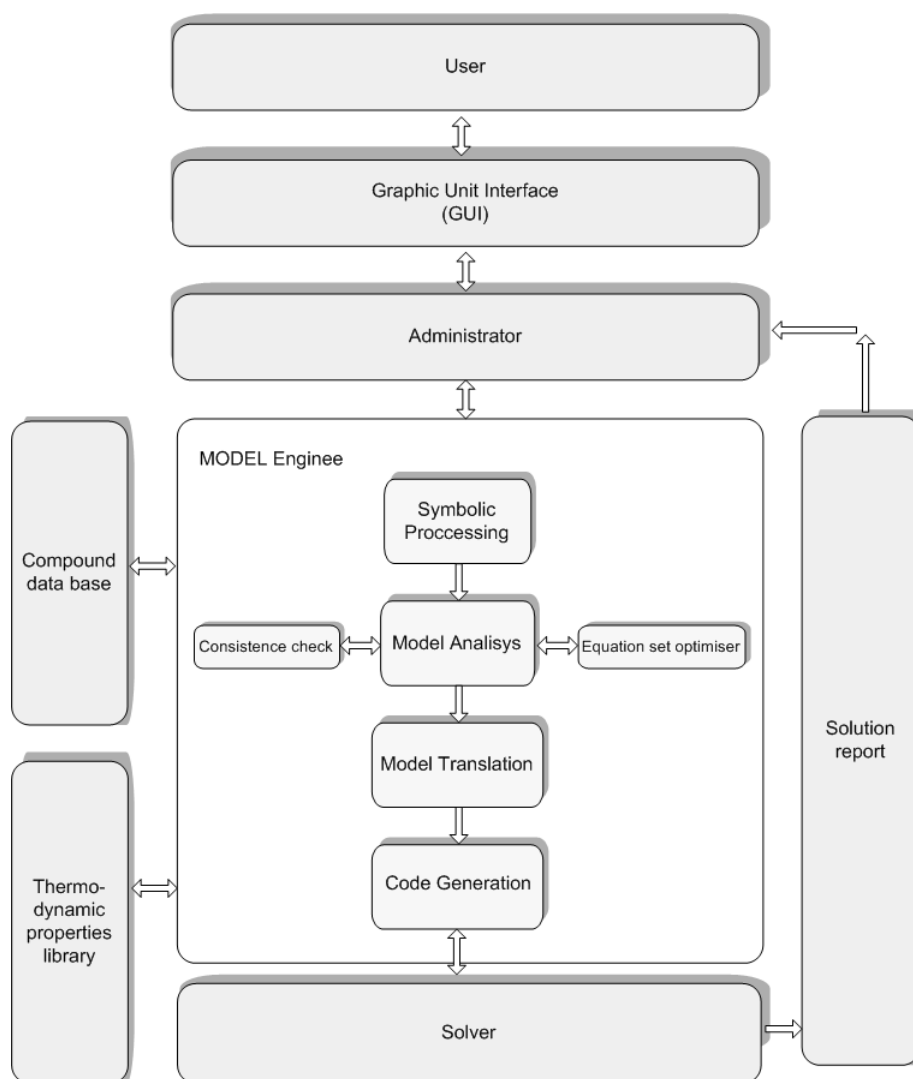 User
Graphic Unit Interface
(GUI)
Administrator
MODEL Enginee
Symbolic
Proccessing
Compound
data base
Consistence check
Model Analisys
Equation set optimiser
Model Translation
Solution
report
Code Generation
Thermo-
dynamic
properties
library
Solver